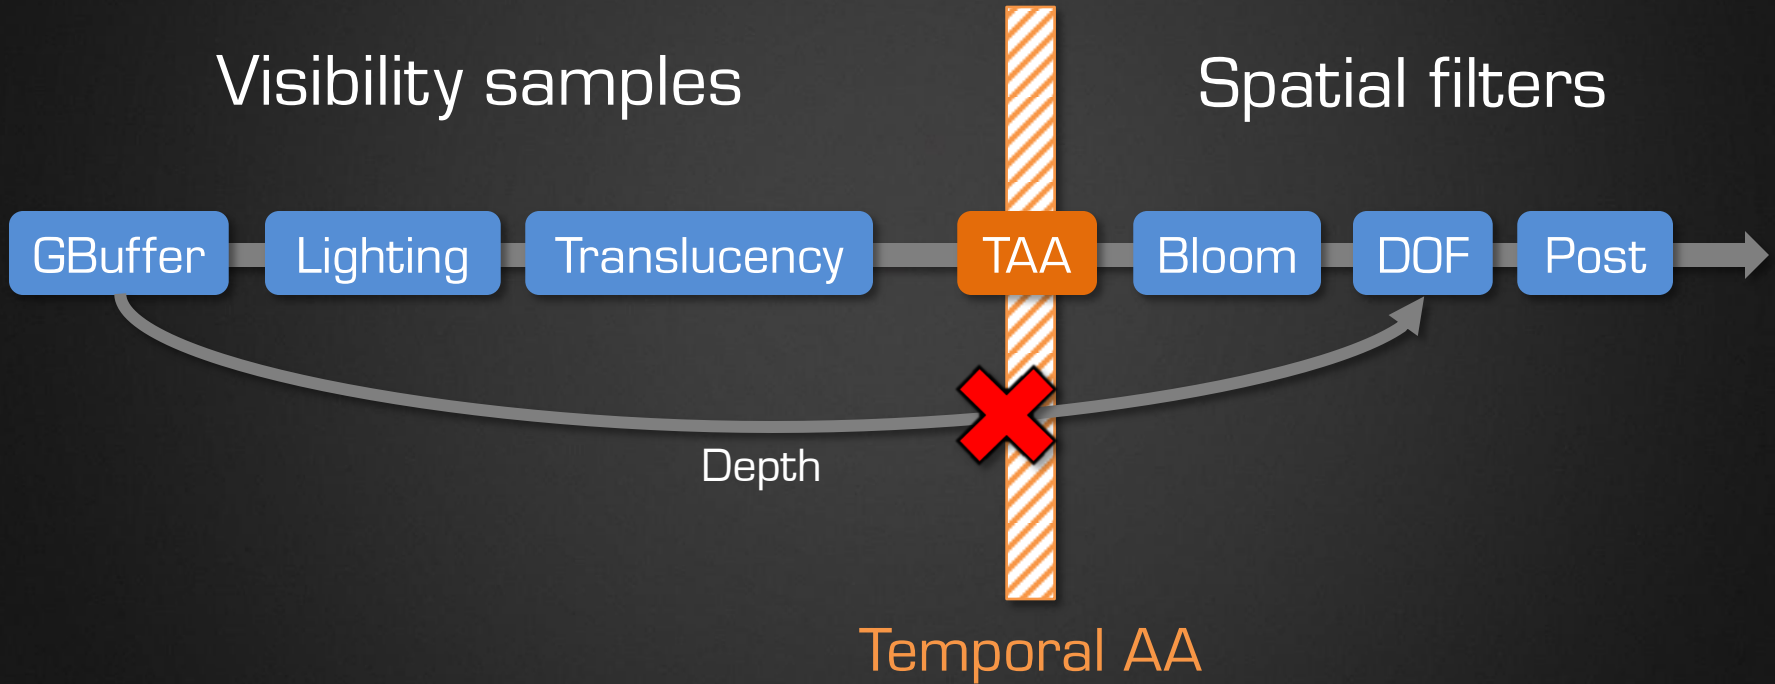 Visibility samples
Spatial filters
GBuffer
Lighting
Translucency
TAA
Bloom
DOF
Post
Depth
Temporal AA